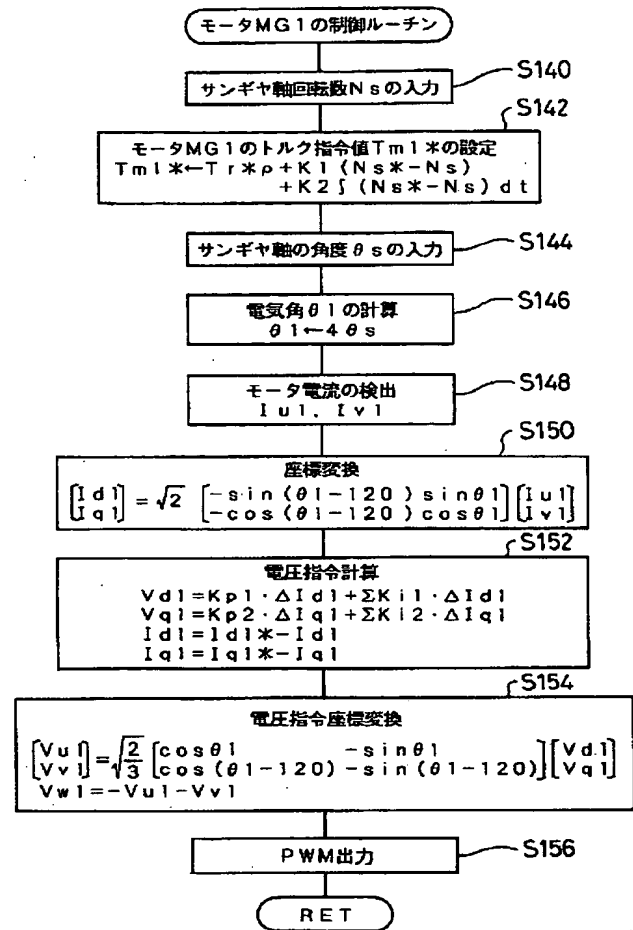 モータMG1の制御ルーチン
S140
サンギヤ軸回転数Nsの入力
S142
モータMG1のトルク指令値Tm1*の設定
Tm1*←Tr*ρ+K1(Ns*-Ns)
+K2∫(Ns*-Ns)dt
S144
サンギヤ軸の角度θsの入力
S146
電気角θ1の計算
θ1←4θs
S148
モータ電流の検出
Iu1, Iv1
S150
座標変換
[Id1] = √2 [-sin(θ1-120) sinθ1] [Iu1]
[Iq1] [-cos(θ1-120) cosθ1] [Iv1]
S152
電圧指令計算
Vd1=Kp1・ΔId1+ΣKi1・ΔId1
Vq1=Kp2・ΔIq1+ΣKi2・ΔIq1
Id1=Id1*-Id1
Iq1=Iq1*-Iq1
S154
電圧指令座標変換
[Vu1] = √2/3 [cosθ1 -sinθ1] [Vd1]
[Vv1] [cos(θ1-120) -sin(θ1-120)] [Vq1]
Vw1=-Vu1-Vv1
S156
PWM出力
RET